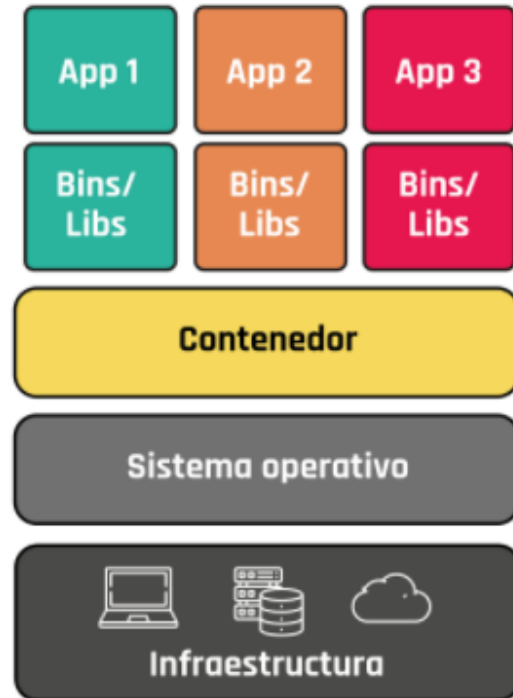 App 1
App 2
App 3
Bins/
Libs
Bins/
Libs
Bins/
Libs
Contenedor
Sistema operativo
Infraestructura